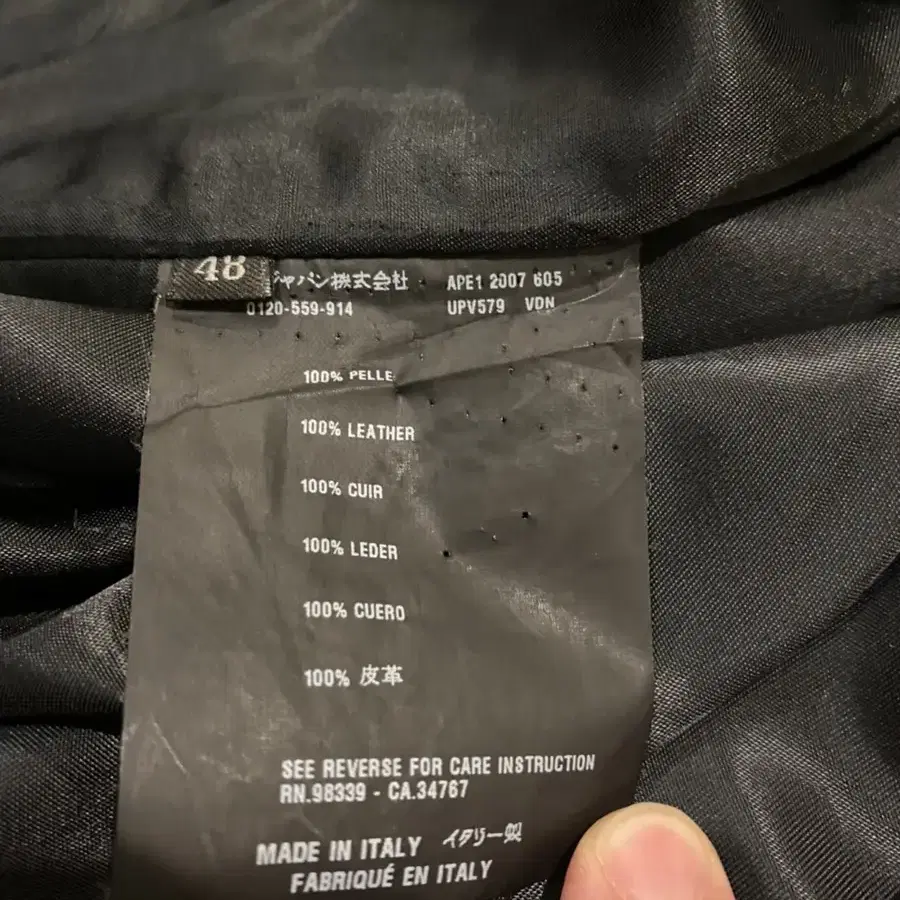 48
ジャパン株式会社 APE1 2007 605
0120-559-914 UPV579 VDN
100% PELLE
100% LEATHER
100% CUIR
100% LEDER
100% CUERO
100% 皮革
SEE REVERSE FOR CARE INSTRUCTION
RN.98339 - CA.34767
MADE IN ITALY イタリー製
FABRIQUÉ EN ITALY